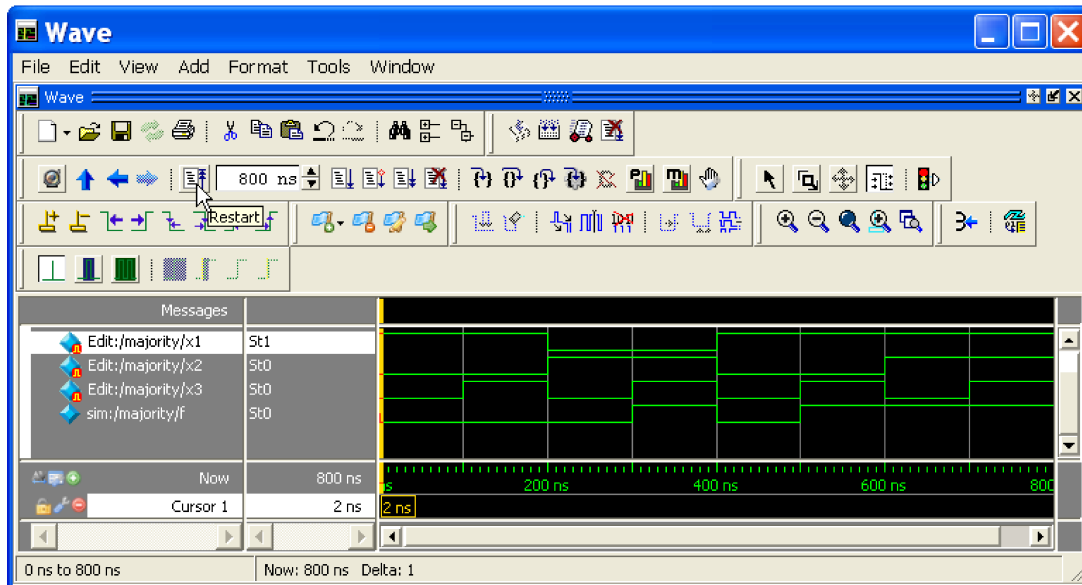 Wave
File Edit View Add Format Tools Window
Wave
800 ns
Restart
Messages
Edit:/majority/x1 St1
Edit:/majority/x2 St0
Edit:/majority/x3 St0
sim:/majority/f St0
Now 800 ns
s 200 ns 400 ns 600 ns 800
Cursor 1 2 ns 2 ns
0 ns to 800 ns Now: 800 ns Delta: 1